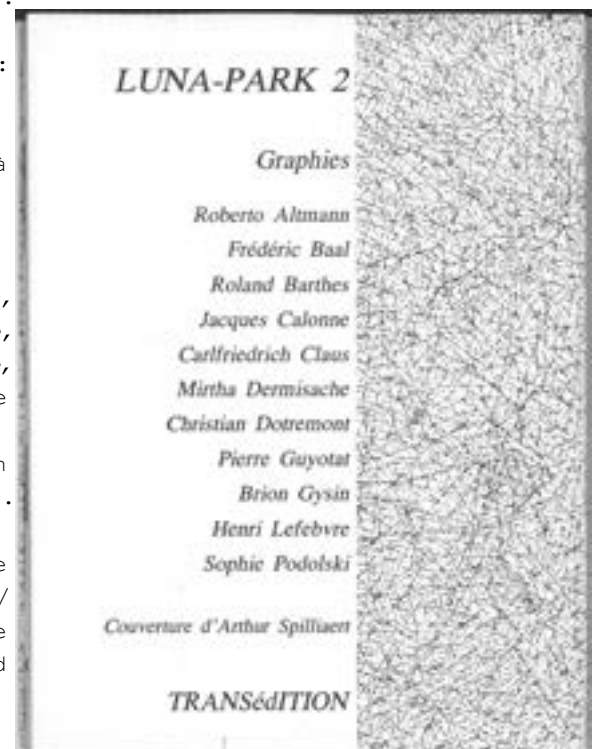 LUNA-PARK 2
Graphies
Roberto Altmann
Frédéric Baal
Roland Barthes
Jacques Calonne
Carlfriedrich Claus
Mirtha Dermisache
Christian Dotremont
Pierre Guyotat
Brion Gysin
Henri Lefebvre
Sophie Podolski
Couverture d'Arthur Spilliaert
TRANSédITION